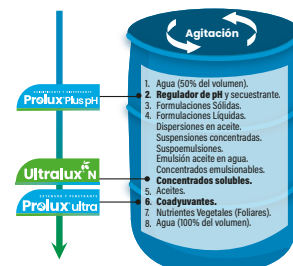 Agitación
1. Agua (50% del volumen).
2. Regulador de pH y secuestrante.
3. Formulaciones Sólidas.
4. Formulaciones Líquidas.
Dispersiones en aceite.
Suspensiones concentradas.
Suspoemulsiones.
Emulsión aceite en agua.
Concentrados emulsionables.
Concentrados solubles.
5. Aceites.
6. Coadyuvantes.
7. Nutrientes Vegetales (Foliares).
8. Agua (100% del volumen).
Prolux Plus pH
Ultralux N
Prolux ultra